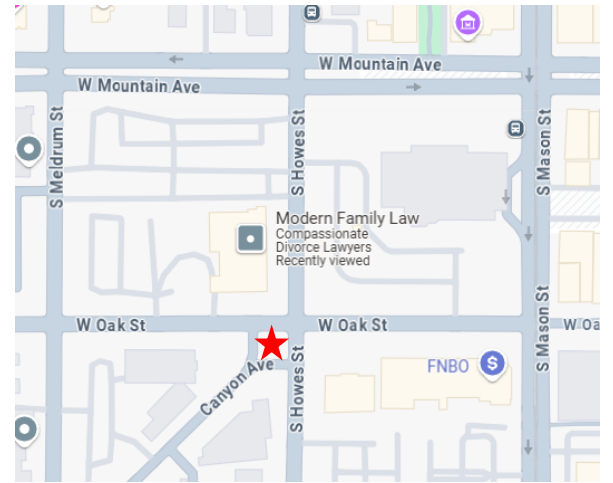 W Mountain Ave
W Mountain Ave
S Meldrum St
S Howes St
S Mason St
Modern Family Law
Compassionate
Divorce Lawyers
Recently viewed
W Oak St
W Oak St
W Oa
S Mason St
Canyon Ave
S Howes St
FNBO
$